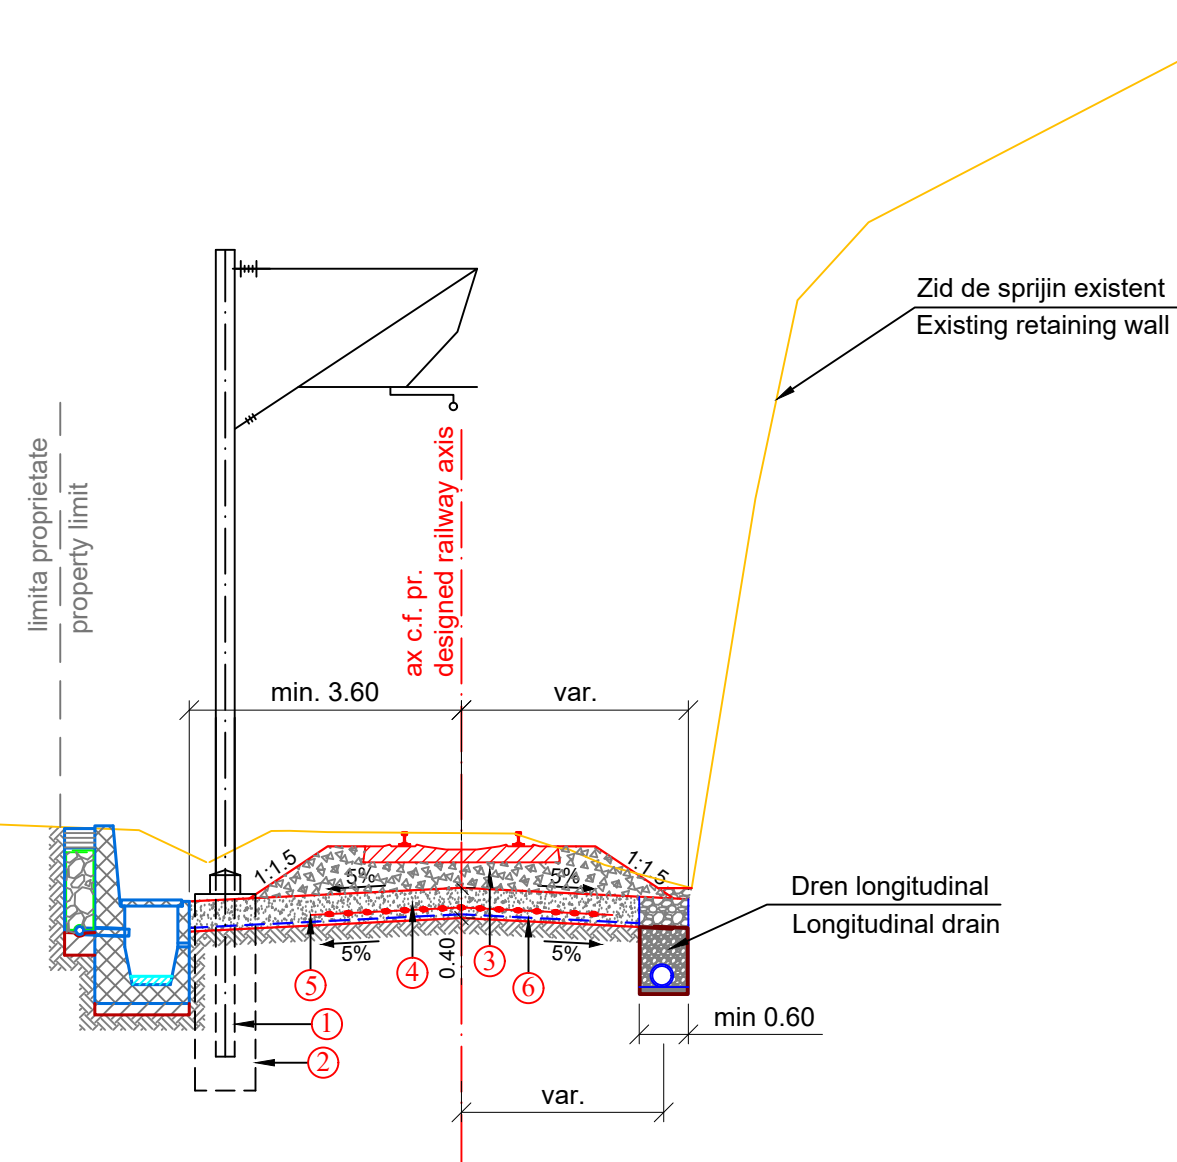 Zid de sprijin existent
Existing retaining wall
limita proprietate
property limit
ax c.f. pr.
designed railway axis
min. 3.60
var.
1:1.5
1:1.5
5%
5%
Dren longitudinal
Longitudinal drain
5%
5%
0.40
3
4
5
6
1
2
min 0.60
var.